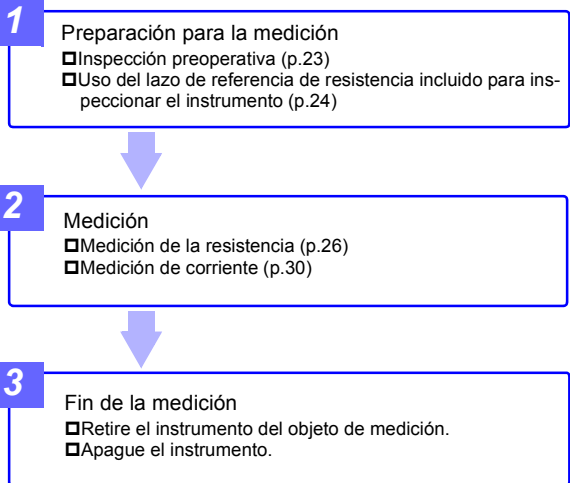 1
Preparación para la medición
Inspección preoperativa (p.23)
Uso del lazo de referencia de resistencia incluido para ins-
peccionar el instrumento (p.24)
2
Medición
Medición de la resistencia (p.26)
Medición de corriente (p.30)
3
Fin de la medición
Retire el instrumento del objeto de medición.
Apague el instrumento.